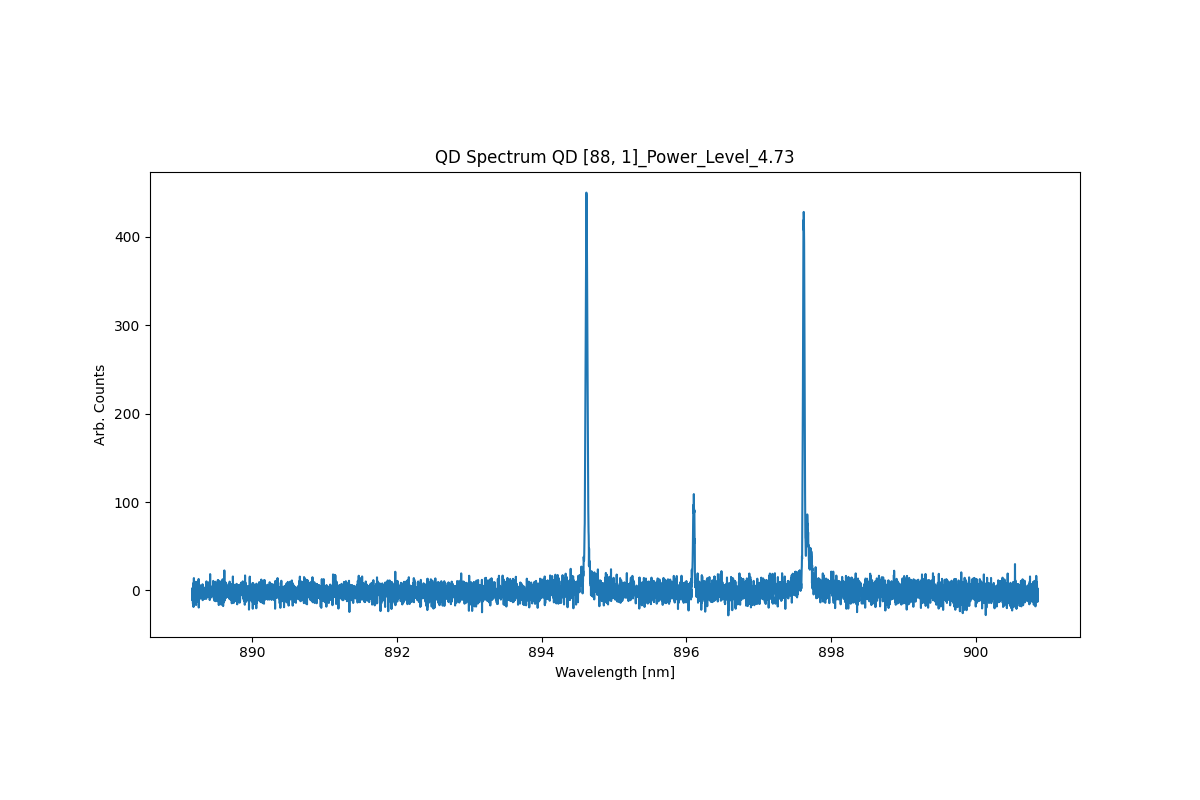 QD Spectrum QD [88, 1]_Power_Level_4.73
Arb. Counts
400
300
200
100
0
890 892 894 896 898 900
Wavelength [nm]